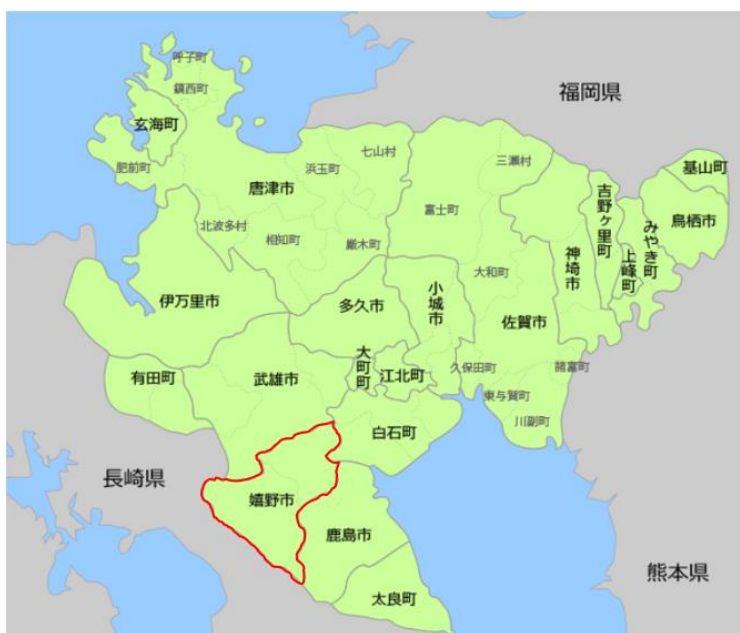 呼子町
鎮西町
玄海町
福岡県
肥前町
唐津市
浜玉町
七山村
三瀬村
基山町
吉野ヶ里町
鳥栖市
みやき町
上峰町
北波多村
相知町
厳木町
富士町
大和町
神埼市
伊万里市
多久市
小城市
佐賀市
有田町
武雄市
大町町
江北町
久保田町
諸富町
東与賀町
川副町
白石町
長崎県
嬉野市
鹿島市
熊本県
太良町